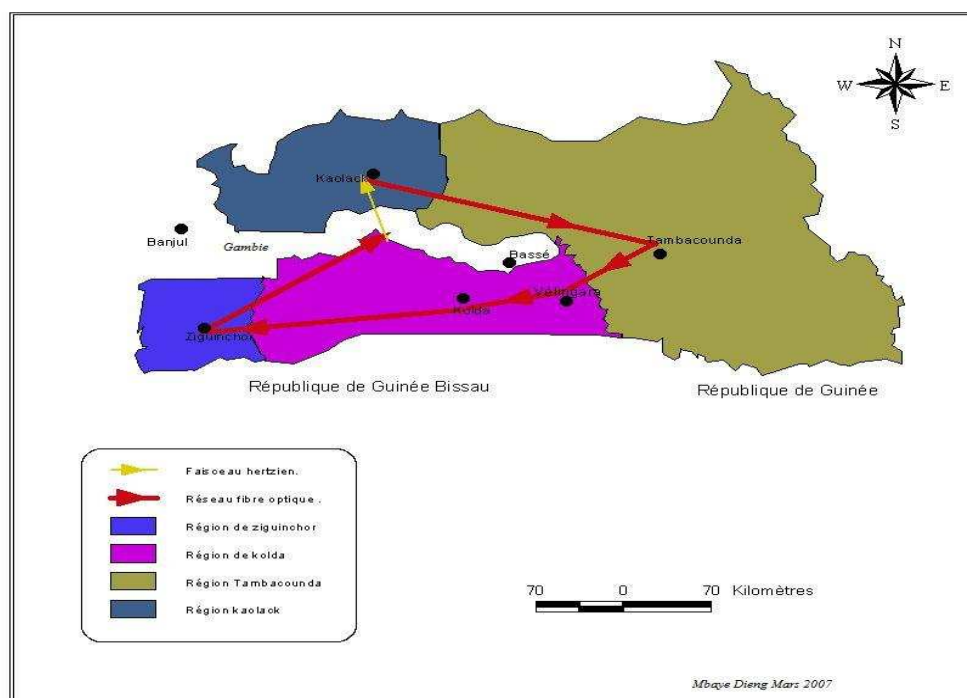 N
W E
S
Kaolack
Banjul
Gambie
Tambacounda
Bassé
Vélingara
Kolda
Ziguinchor
République de Guinée Bissau
République de Guinée
Faisceau hertzien.
Réseau fibre optique .
Région de ziguinchor
Région de kolda
Région Tambacounda
Région kaolack
70 0 70 Kilomètres
Mbaye Dieng Mars 2007